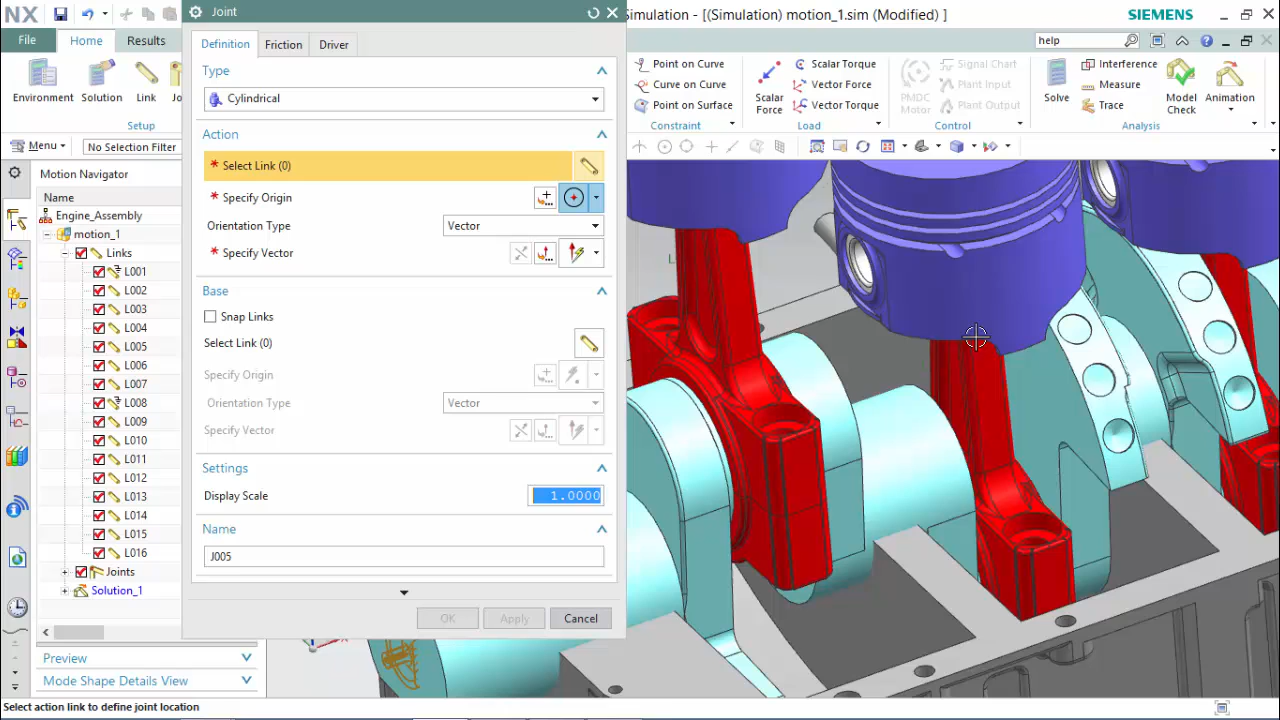 NX
Joint
Simulation - [(Simulation) motion_1.sim (Modified) ]
SIEMENS
File
Home
Results
help
Definition
Friction
Driver
Environment
Solution
Link
Setup
Point on Curve
Curve on Curve
Point on Surface
Constraint
Scalar
Force
Scalar Torque
Vector Force
Vector Torque
Load
PMDC
Motor
Signal Chart
Plant Input
Plant Output
Control
Solve
Interference
Measure
Trace
Model
Check
Animation
Analysis
Menu
No Selection Filter
Type
Cylindrical
Action
* Select Link (0)
* Specify Origin
Orientation Type
Vector
* Specify Vector
Base
Snap Links
Select Link (0)
Specify Origin
Orientation Type
Vector
Specify Vector
Settings
Display Scale
1.0000
Name
J005
OK
Apply
Cancel
Motion Navigator
Name
Engine_Assembly
motion_1
Links
L001
L002
L003
L004
L005
L006
L007
L008
L009
L010
L011
L012
L013
L014
L015
L016
Joints
Solution_1
Preview
Mode Shape Details View
Select action link to define joint location